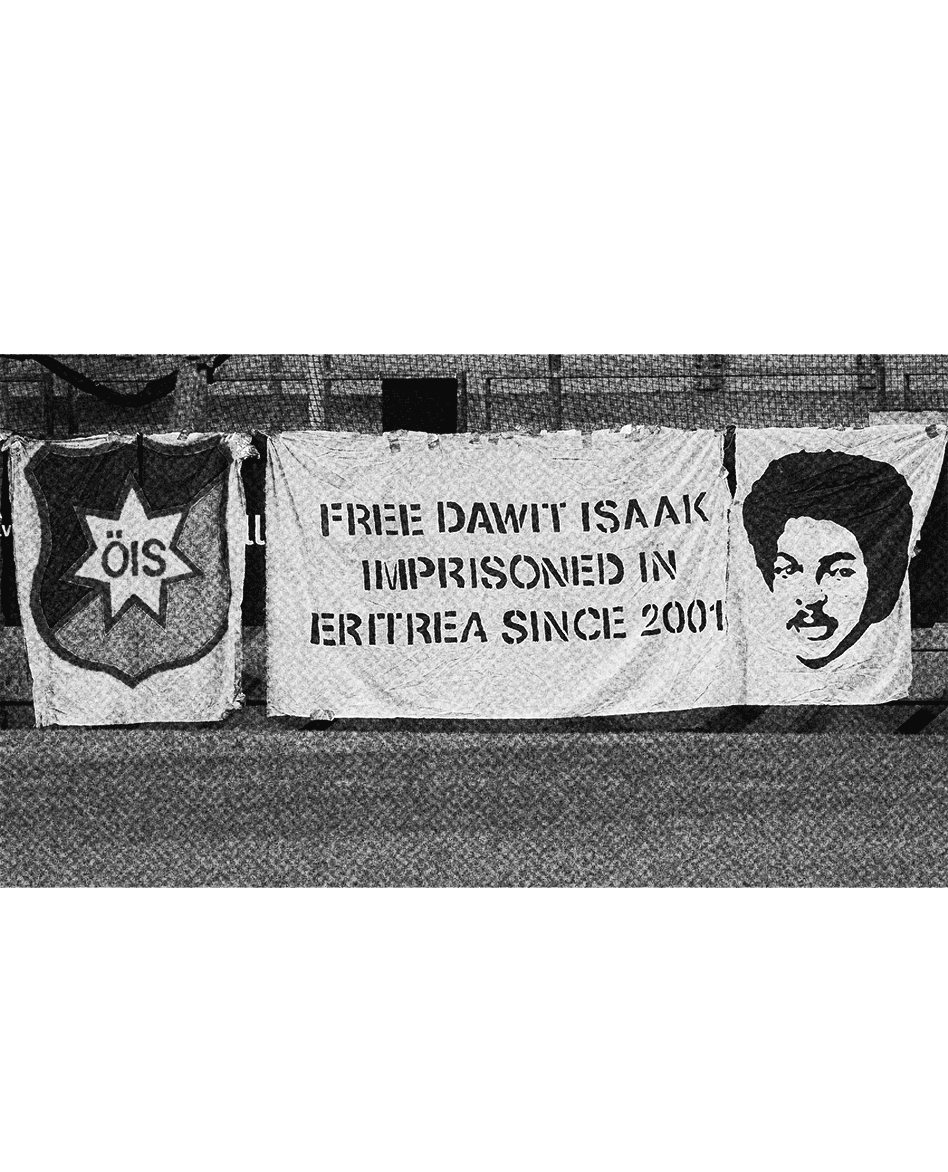 ÖIS
FREE DAWIT ISAAK
IMPRISONED IN
ERITREA SINCE 2001